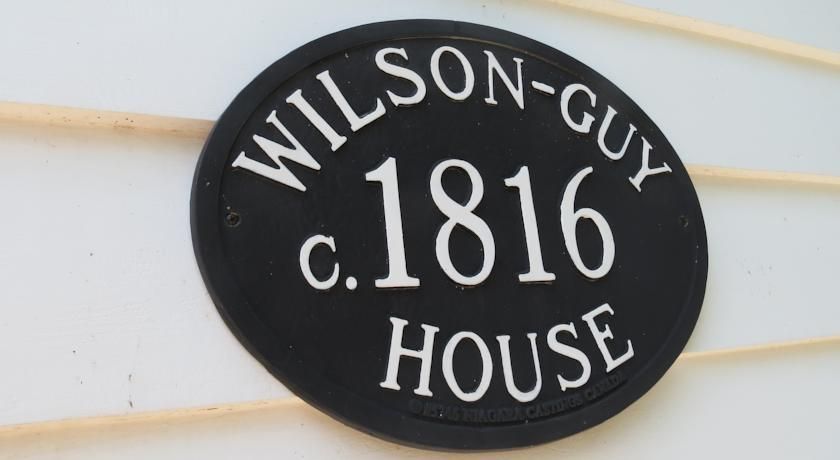 WILSON-GUY
c.1816
HOUSE
NIAGARA CASTINGS CANADA